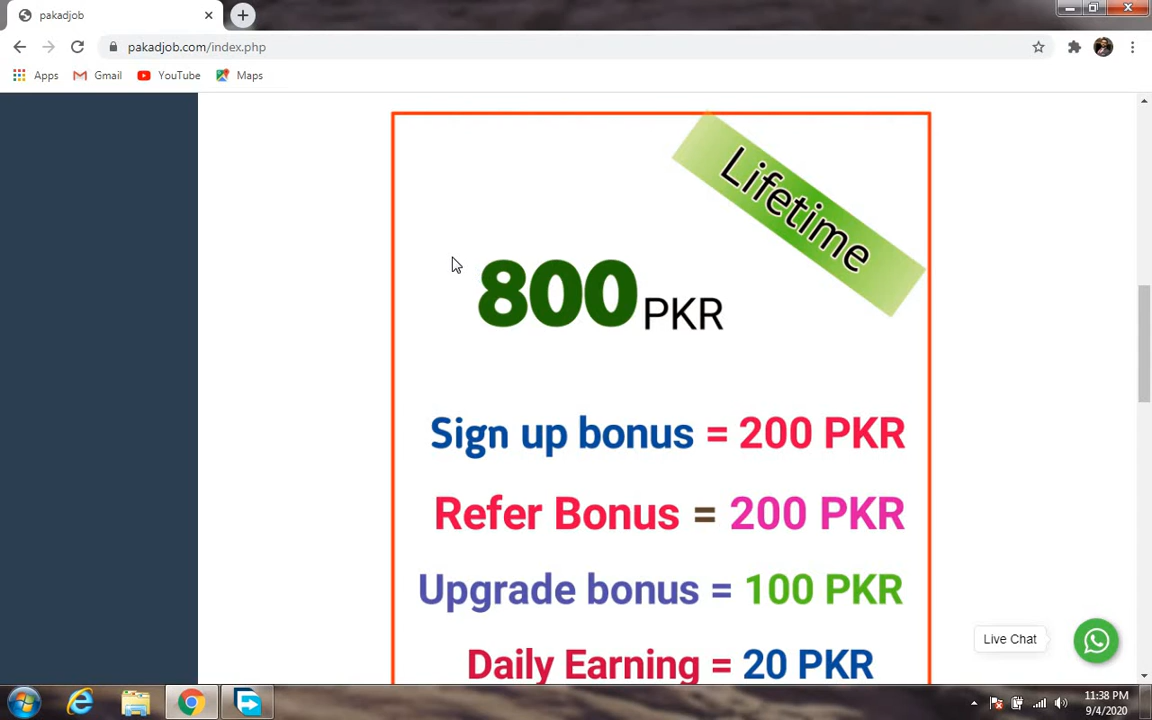 pakadjob
pakadjob.com/index.php
Apps Gmail YouTube Maps
Lifetime
800 PKR
Sign up bonus = 200 PKR
Refer Bonus = 200 PKR
Upgrade bonus = 100 PKR
Daily Earning = 20 PKR
Live Chat
11:38 PM
9/4/2020